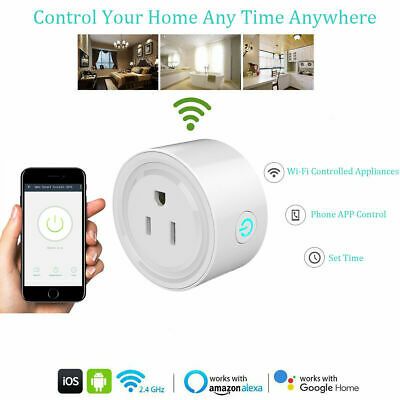 Control Your Home Any Time Anywhere
Wi-Fi Controlled Appliances
Phone APP Control
Set Time
iOS
2.4 GHz
works with
amazon alexa
works with
Google Home